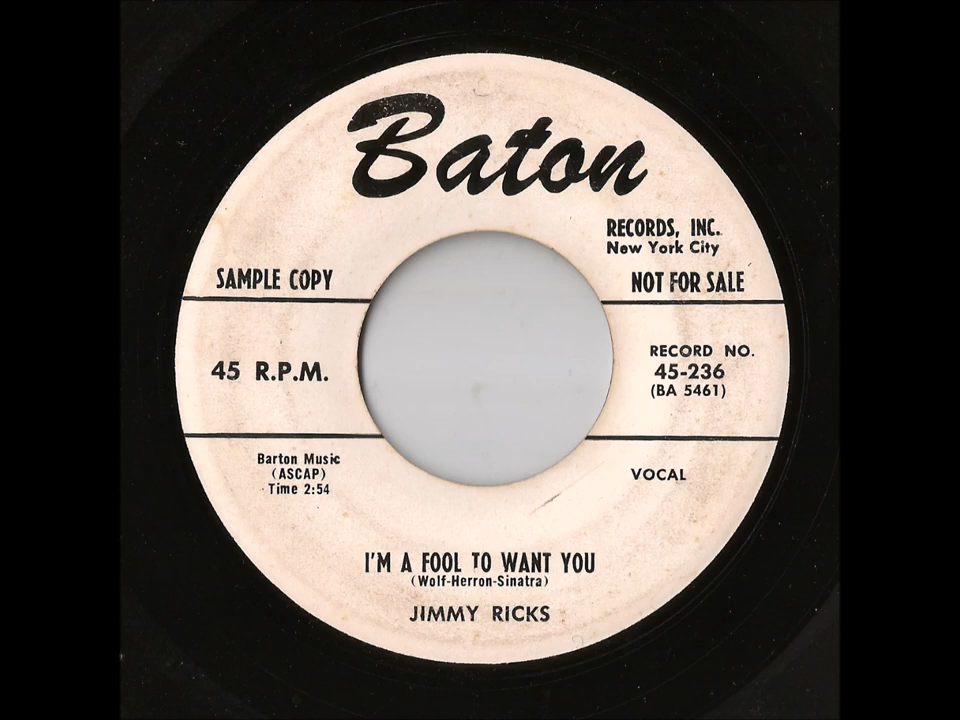 Baton
RECORDS, INC.
New York City
SAMPLE COPY
NOT FOR SALE
45 R.P.M.
RECORD NO.
45-236
(BA 5461)
Barton Music
(ASCAP)
Time 2:54
VOCAL
I'M A FOOL TO WANT YOU
(Wolf-Herron-Sinatra)
JIMMY RICKS